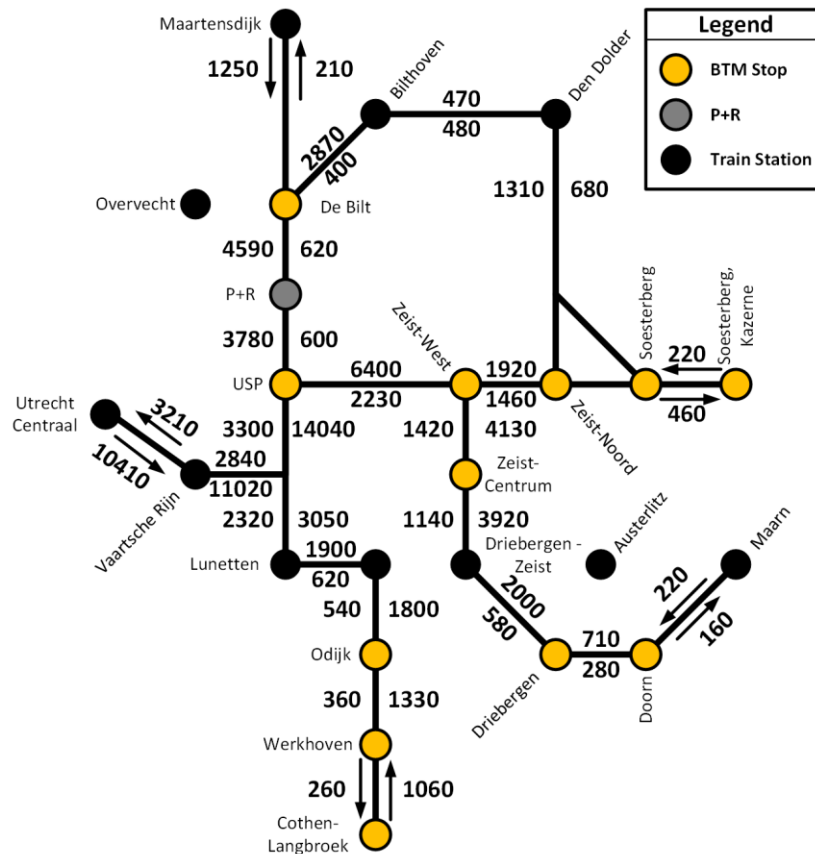 Maartensdijk
1250
210
Bilthoven
Den Dolder
470
480
2870
400
Legend
BTM Stop
P+R
Train Station
Overvecht
De Bilt
1310
680
4590
620
P+R
3780
600
Zeist-West
Soesterberg
Soesterberg,
Kazerne
USP
6400
2230
1920
1460
220
460
Zeist-Noord
Utrecht
Centraal
3210
10410
3300
14040
1420
4130
Vaartsche Rijn
2840
11020
Zeist-
Centrum
2320
3050
1140
3920
Lunetten
1900
620
Driebergen -
Zeist
Austerlitz
Maarn
2000
580
220
160
540
1800
Odijk
710
280
Driebergen
Doorn
360
1330
Werkhoven
260
1060
Cothen-
Langbroek